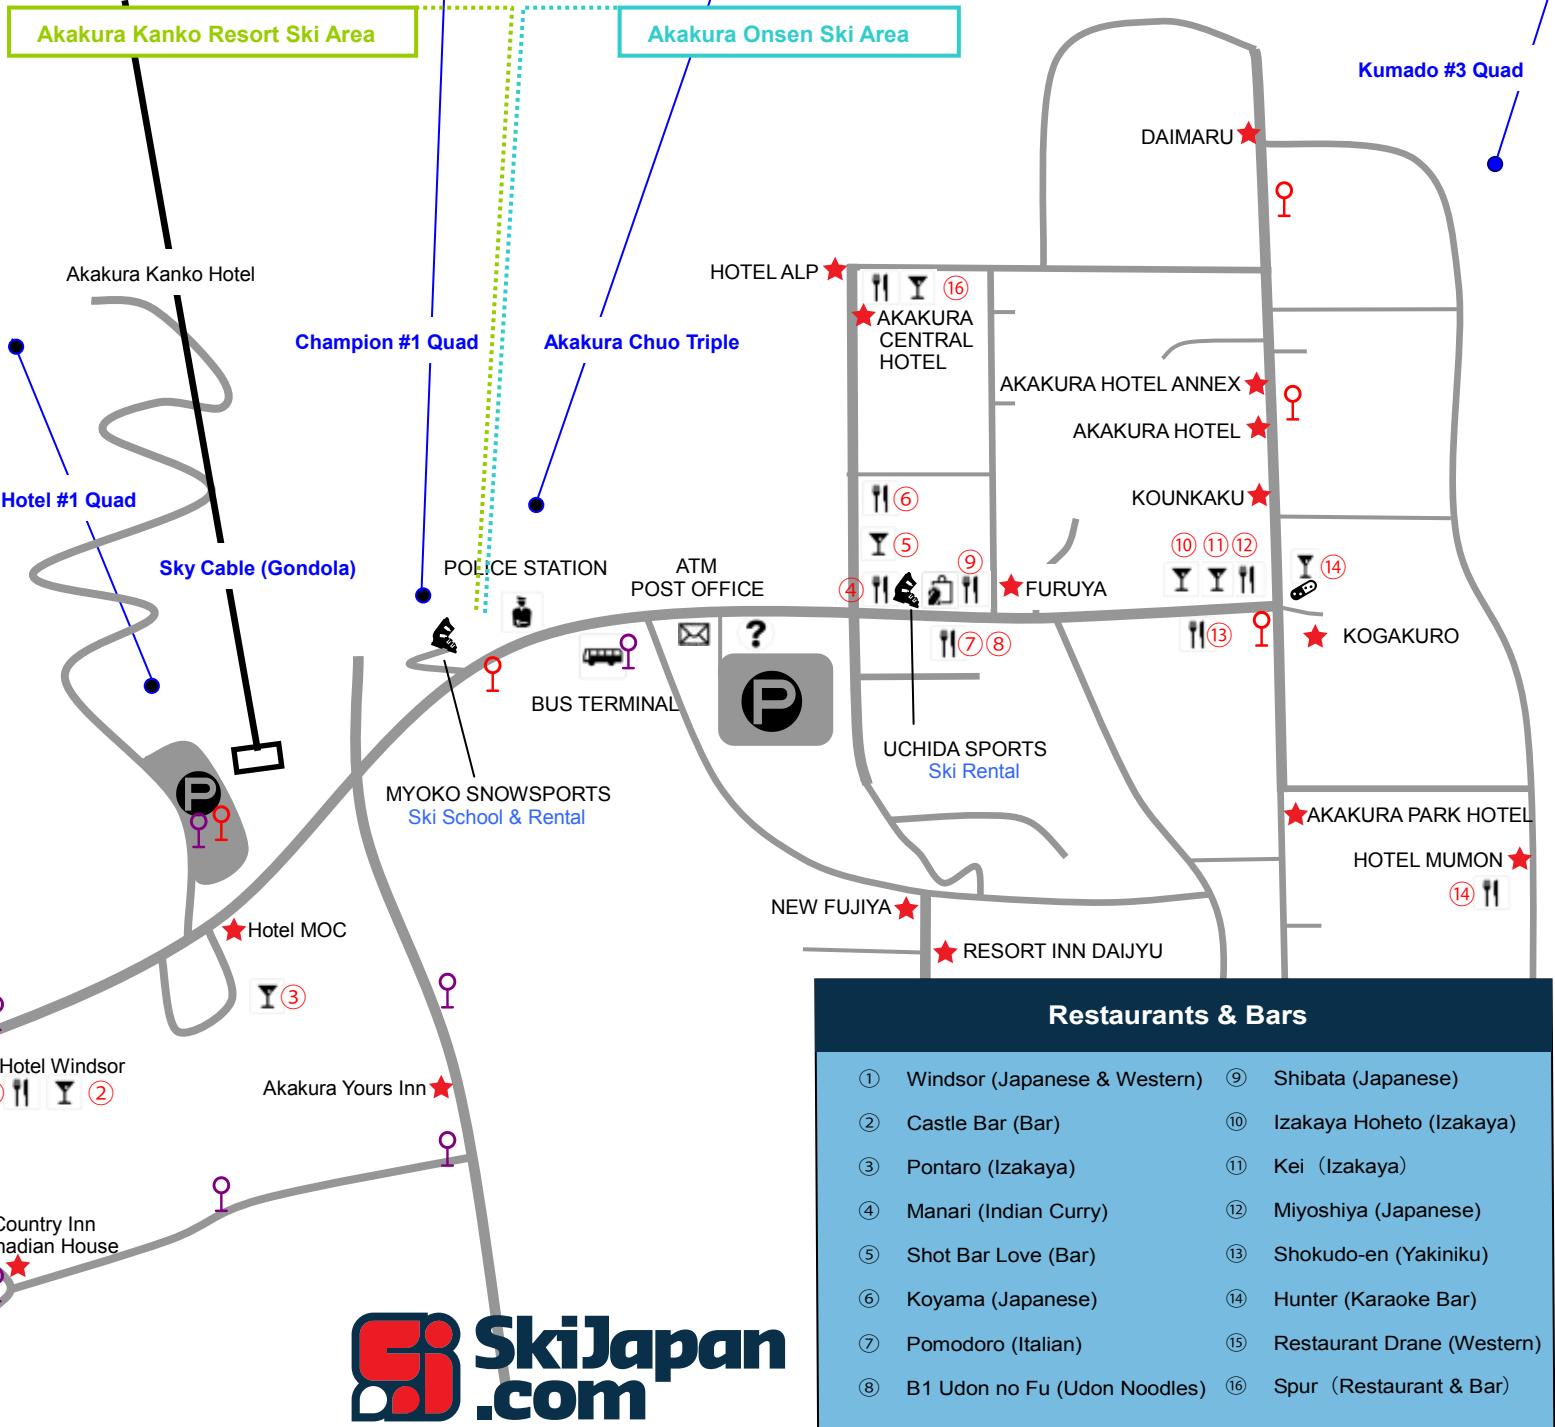 Akakura Kanko Resort Ski Area
Akakura Onsen Ski Area
Kumado #3 Quad
DAIMARU
Akakura Kanko Hotel
HOTEL ALP
16
AKAKURA
CENTRAL
HOTEL
Champion #1 Quad
Akakura Chuo Triple
AKAKURA HOTEL ANNEX
AKAKURA HOTEL
Hotel #1 Quad
KOUNKAKU
6
5
10 11 12
Sky Cable (Gondola)
POLICE STATION
ATM
POST OFFICE
9
14
4
FURUYA
?
7 8
13
KOGAKURO
BUS TERMINAL
P
UCHIDA SPORTS
Ski Rental
MYOKO SNOWSPORTS
Ski School & Rental
P
AKAKURA PARK HOTEL
HOTEL MUMON
14
NEW FUJIYA
Hotel MOC
RESORT INN DAIJYU
3
Hotel Windsor
2
Akakura Yours Inn
Country Inn
nadian House
SkiJapan
.com
Restaurants & Bars
① Windsor (Japanese & Western)
② Castle Bar (Bar)
③ Pontaro (Izakaya)
④ Manari (Indian Curry)
⑤ Shot Bar Love (Bar)
⑥ Koyama (Japanese)
⑦ Pomodoro (Italian)
⑧ B1 Udon no Fu (Udon Noodles)
⑨ Shibata (Japanese)
⑩ Izakaya Hoheto (Izakaya)
⑪ Kei（Izakaya）
⑫ Miyoshiya (Japanese)
⑬ Shokudo-en (Yakiniku)
⑭ Hunter (Karaoke Bar)
⑮ Restaurant Drane (Western)
⑯ Spur（Restaurant & Bar）